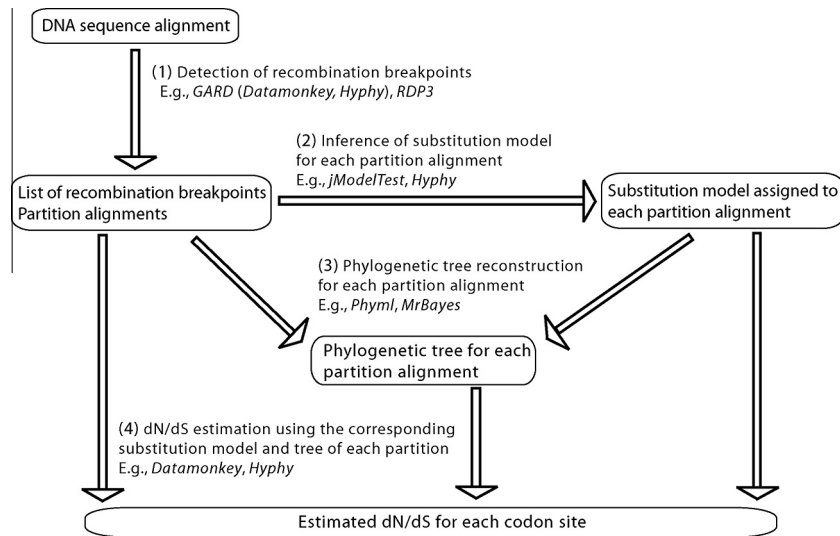 DNA sequence alignment
(1) Detection of recombination breakpoints
E.g., GARD (Datamonkey, Hyphy), RDP3
(2) Inference of substitution model
for each partition alignment
E.g., jModelTest, Hyphy
List of recombination breakpoints
Partition alignments
Substitution model assigned to
each partition alignment
(3) Phylogenetic tree reconstruction
for each partition alignment
E.g., Phyml, MrBayes
Phylogenetic tree for each
partition alignment
(4) dN/dS estimation using the corresponding
substitution model and tree of each partition
E.g., Datamonkey, Hyphy
Estimated dN/dS for each codon site